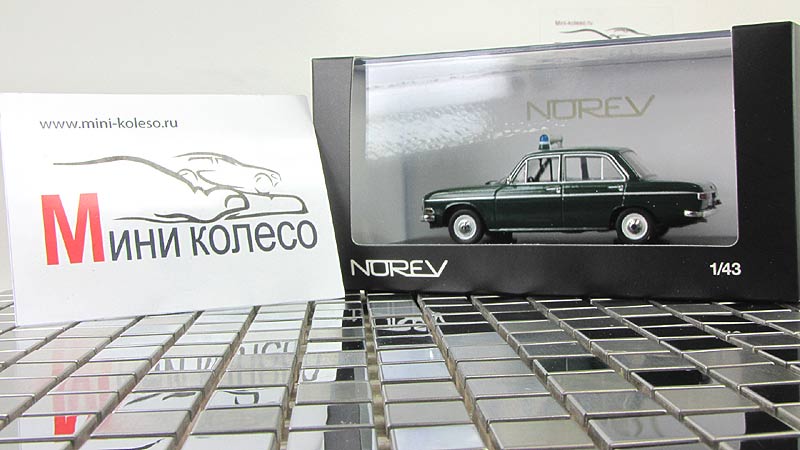 www.mini-koleso.ru
Мини колесо
Mini-koleso.ru
NOREV
NOREV
1/43